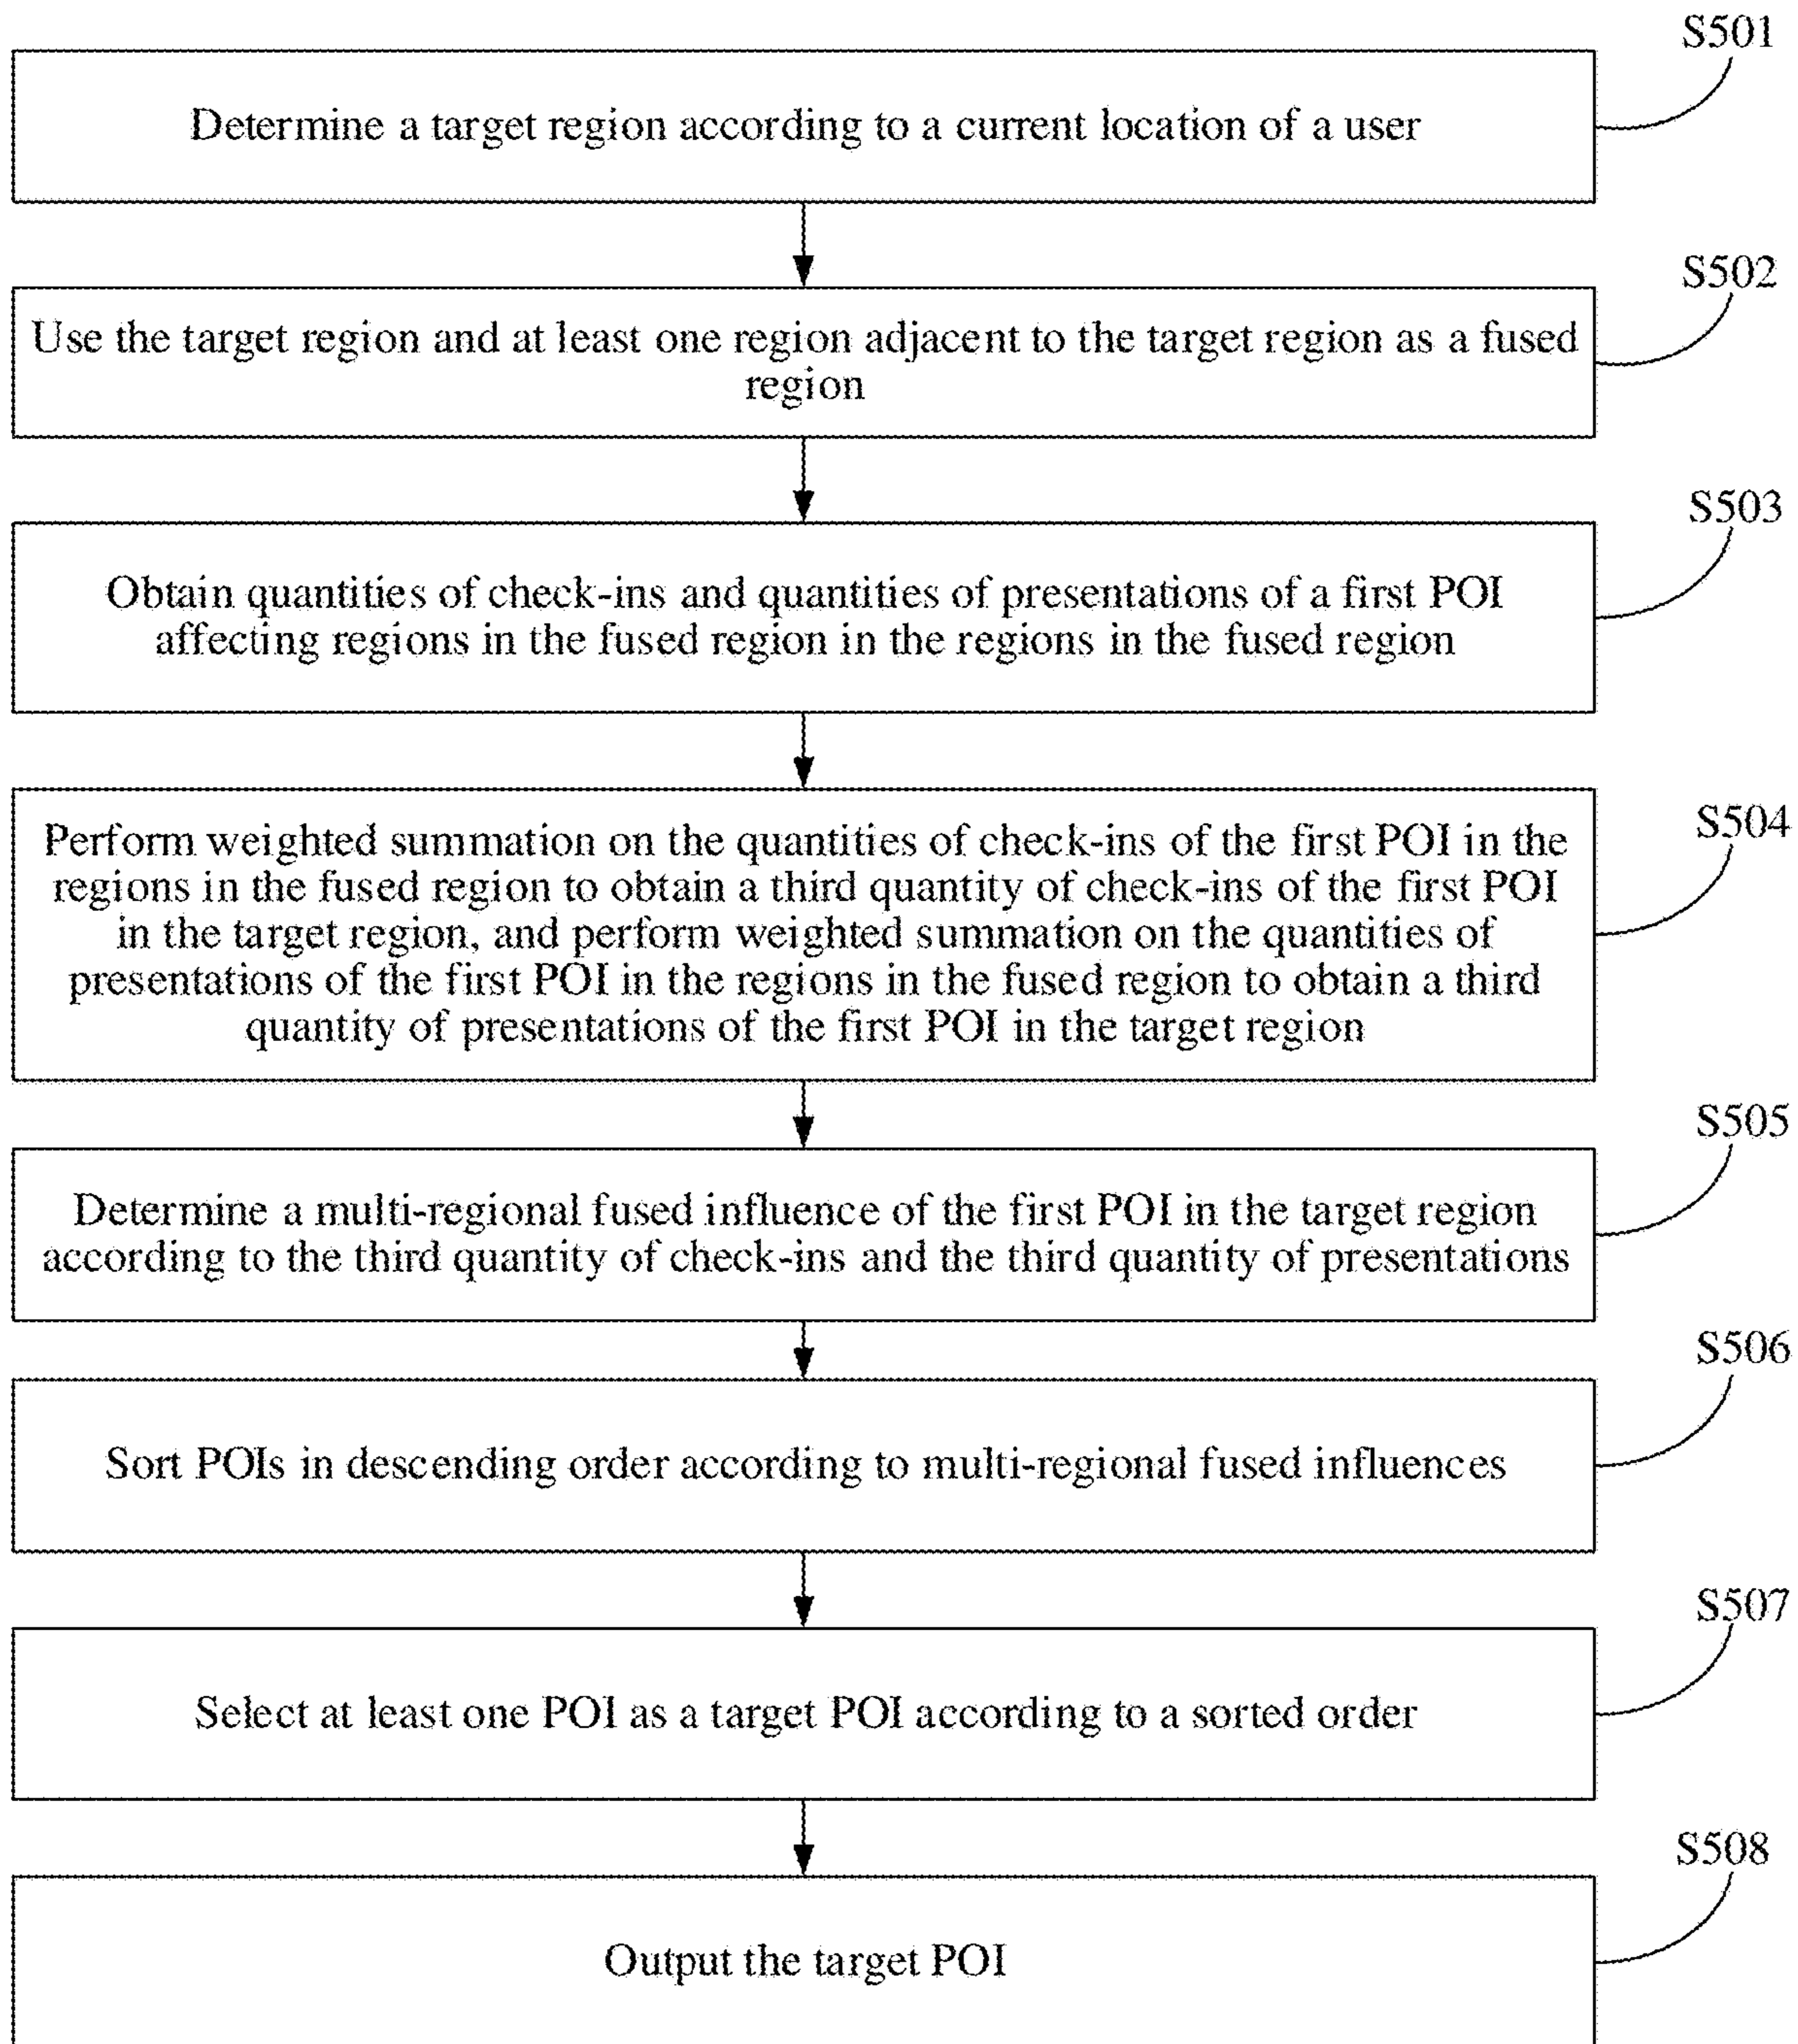 S501
Determine a target region according to a current location of a user
S502
Use the target region and at least one region adjacent to the target region as a fused
region
S503
Obtain quantities of check-ins and quantities of presentations of a first POI
affecting regions in the fused region in the regions in the fused region
S504
Perform weighted summation on the quantities of check-ins of the first POI in the
regions in the fused region to obtain a third quantity of check-ins of the first POI
in the target region, and perform weighted summation on the quantities of
presentations of the first POI in the regions in the fused region to obtain a third
quantity of presentations of the first POI in the target region
S505
Determine a multi-regional fused influence of the first POI in the target region
according to the third quantity of check-ins and the third quantity of presentations
S506
Sort POIs in descending order according to multi-regional fused influences
S507
Select at least one POI as a target POI according to a sorted order
S508
Output the target POI